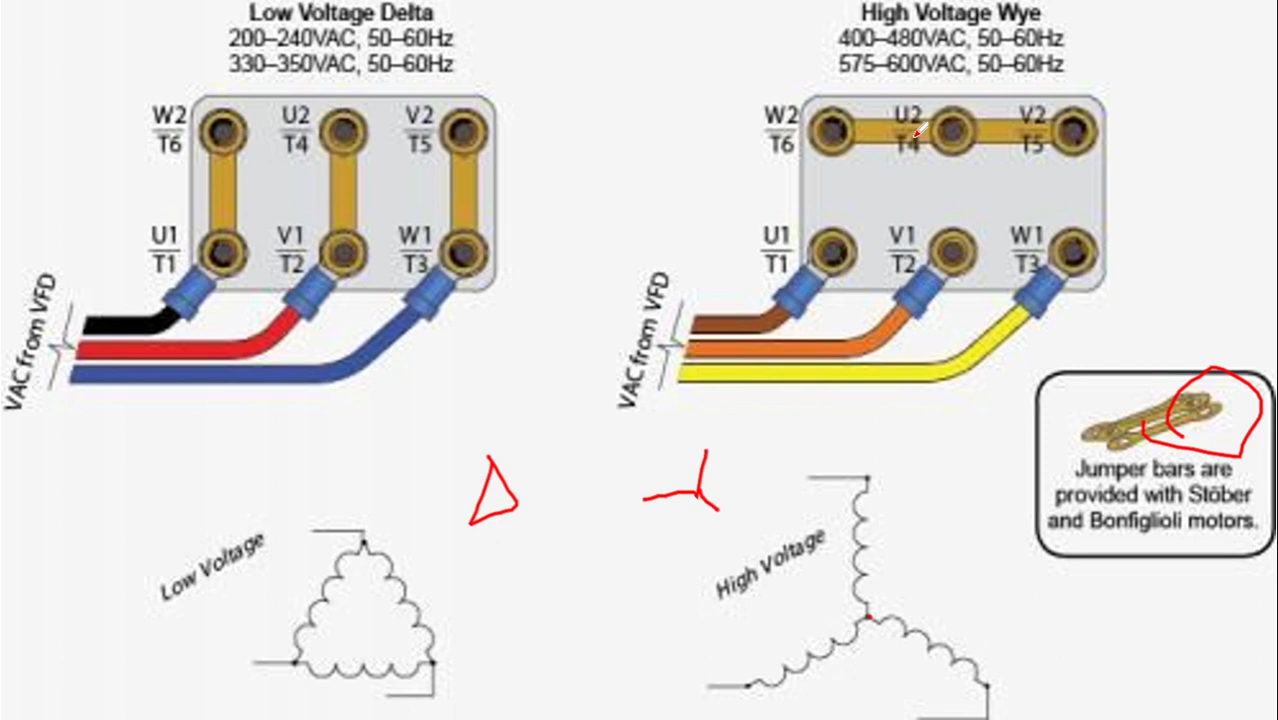 Low Voltage Delta
200–240VAC, 50–60Hz
330–350VAC, 50–60Hz
W2
T6
U2
T4
V2
T5
U1
T1
V1
T2
W1
T3
VAC from VFD
High Voltage Wye
400–480VAC, 50–60Hz
575–600VAC, 50–60Hz
W2
T6
U2
T4
V2
T5
U1
T1
V1
T2
W1
T3
VAC from VFD
Jumper bars are
provided with Stöber
and Bonfiglioli motors.
Low Voltage
High Voltage